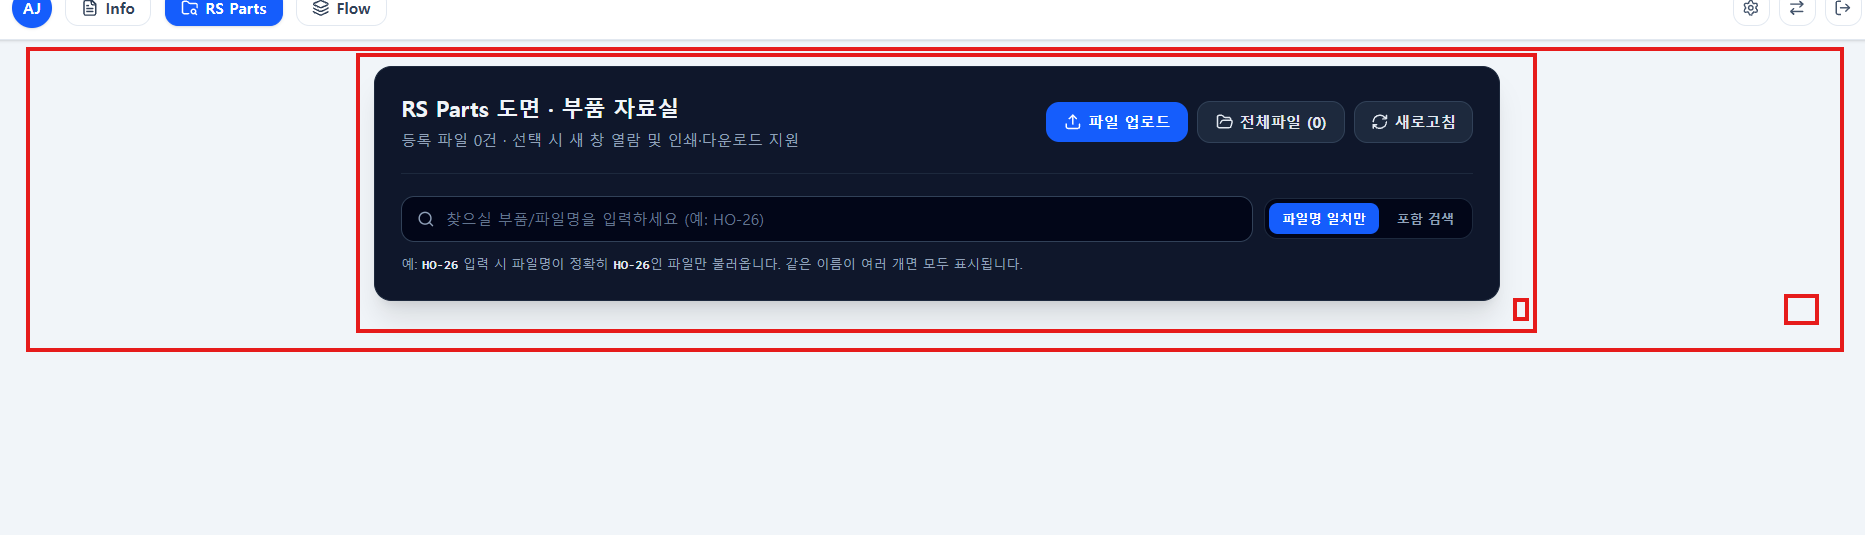 AJ Info RS Parts Flow
RS Parts 도면 · 부품 자료실
등록 파일 0건 · 선택 시 새 창 열람 및 인쇄·다운로드 지원
파일 업로드 전체파일 (0) 새로고침
찾으실 부품/파일명을 입력하세요 (예: HO-26)
파일명 일치만 포함 검색
예: HO-26 입력 시 파일명이 정확히 HO-26인 파일만 불러옵니다. 같은 이름이 여러 개면 모두 표시됩니다.